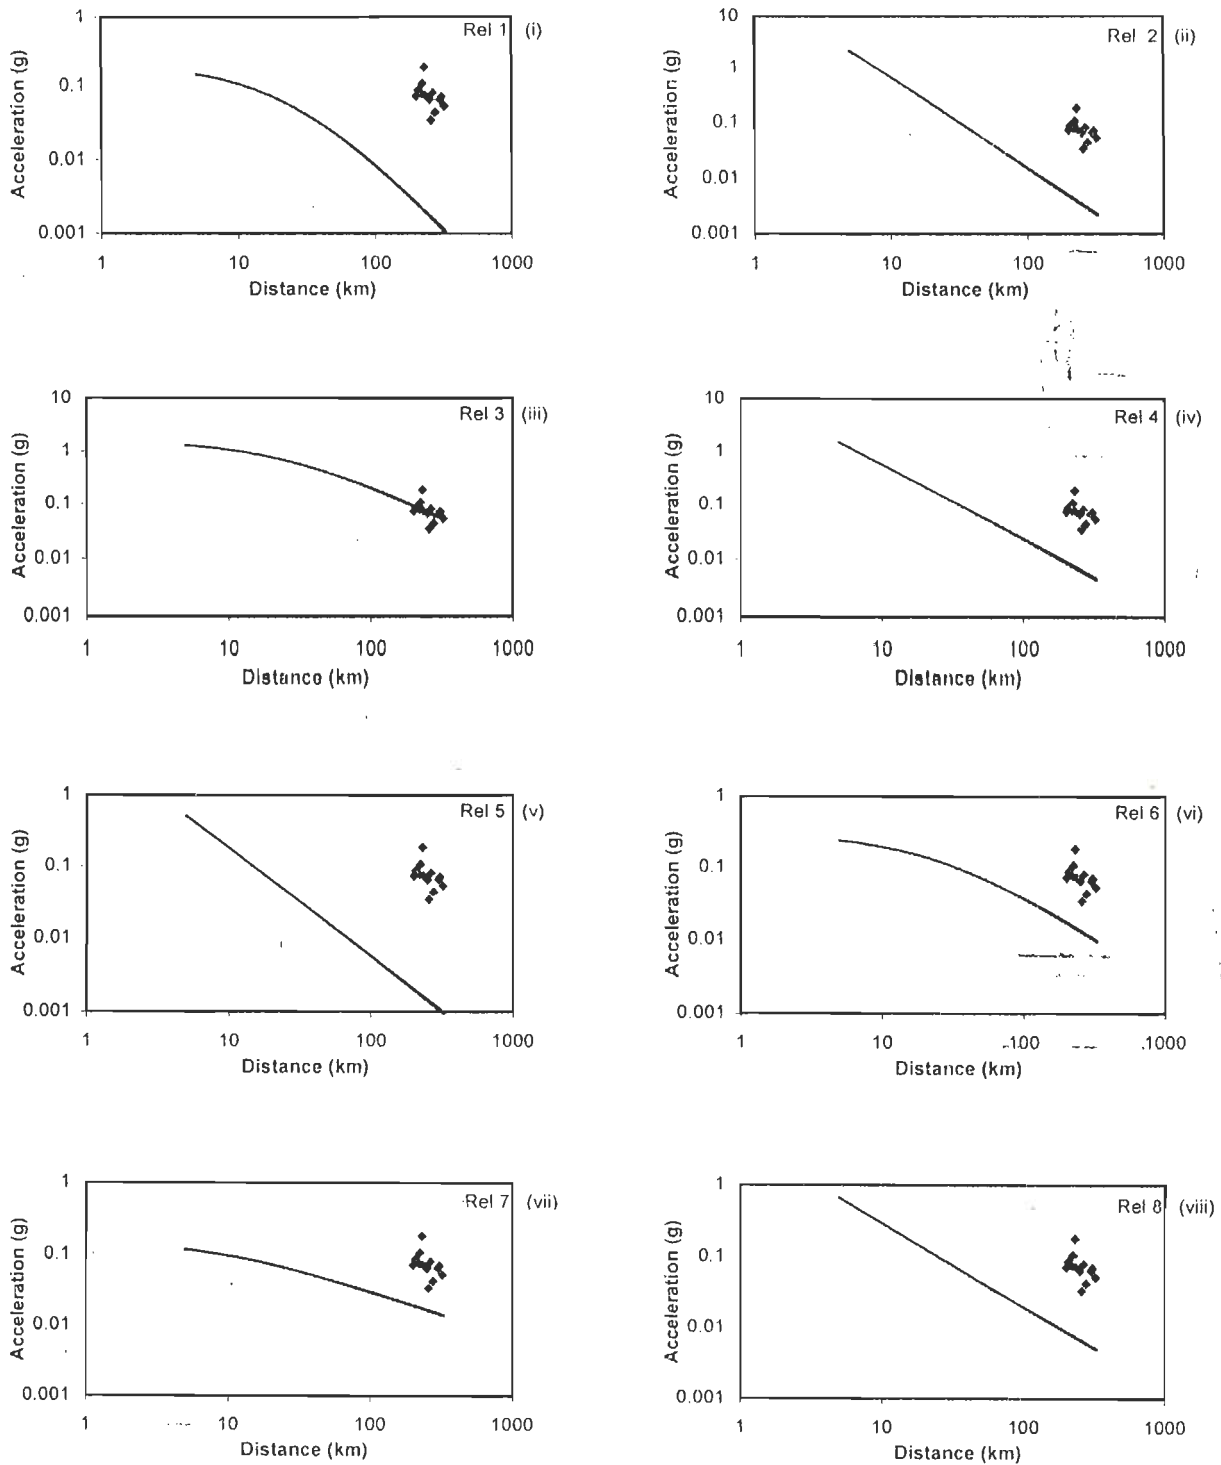 1
Rel 1 (i)
0.1
0.01
0.001
1 10 100 1000
Distance (km)
Acceleration (g)
10
Rel 2 (ii)
1
0.1
0.01
0.001
1 10 100 1000
Distance (km)
Acceleration (g)
10
Rel 3 (iii)
1
0.1
0.01
0.001
1 10 100 1000
Distance (km)
Acceleration (g)
10
Rel 4 (iv)
1
0.1
0.01
0.001
1 10 100 1000
Distance (km)
Acceleration (g)
1
Rel 5 (v)
0.1
0.01
0.001
1 10 100 1000
Distance (km)
Acceleration (g)
1
Rel 6 (vi)
0.1
0.01
0.001
1 10 100 1000
Distance (km)
Acceleration (g)
1
Rel 7 (vii)
0.1
0.01
0.001
1 10 100 1000
Distance (km)
Acceleration (g)
1
Rel 8 (viii)
0.1
0.01
0.001
1 10 100 1000
Distance (km)
Acceleration (g)